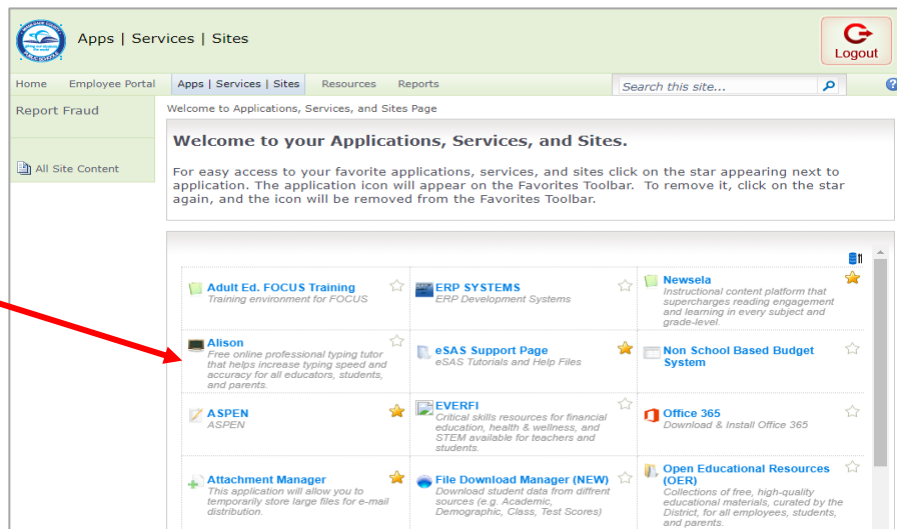 Apps | Services | Sites
Logout
Home Employee Portal Apps | Services | Sites Resources Reports
Search this site...
Report Fraud
All Site Content
Welcome to Applications, Services, and Sites Page
Welcome to your Applications, Services, and Sites.
For easy access to your favorite applications, services, and sites click on the star appearing next to
application. The application icon will appear on the Favorites Toolbar. To remove it, click on the star
again, and the icon will be removed from the Favorites Toolbar.
Adult Ed. FOCUS Training
Training environment for FOCUS
ERP SYSTEMS
ERP Development Systems
Newsela
Instructional content platform that
supercharges reading engagement
and learning in every subject and
grade-level.
Alison
Free online professional typing tutor
that helps increase typing speed and
accuracy for all educators, students,
and parents.
eSAS Support Page
eSAS Tutorials and Help Files
Non School Based Budget
System
ASPEN
ASPEN
EVERFI
Critical skills resources for financial
education, health & wellness, and
STEM available for teachers and
students.
Office 365
Download & Install Office 365
Attachment Manager
This application will allow you to
temporarily store large files for e-mail
distribution.
File Download Manager (NEW)
Download student data from diffrent
sources (e.g. Academic,
Demographic, Class, Test Scores)
Open Educational Resources
(OER)
Collections of free, high-quality
educational materials, curated by the
District, for all employees, students,
and parents.